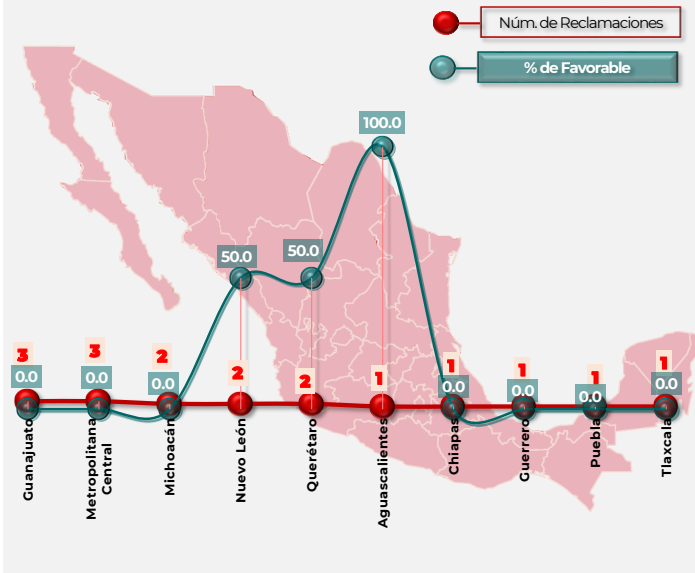 Núm. de Reclamaciones
% de Favorable
100.0
50.0
50.0
3
3
2
2
2
1
1
1
1
1
0.0
0.0
0.0
0.0
0.0
0.0
0.0
Guanajuato
Metropolitana
Central
Michoacán
Nuevo León
Querétaro
Aguascalientes
Chiapas
Guerrero
Puebla
Tlaxcala